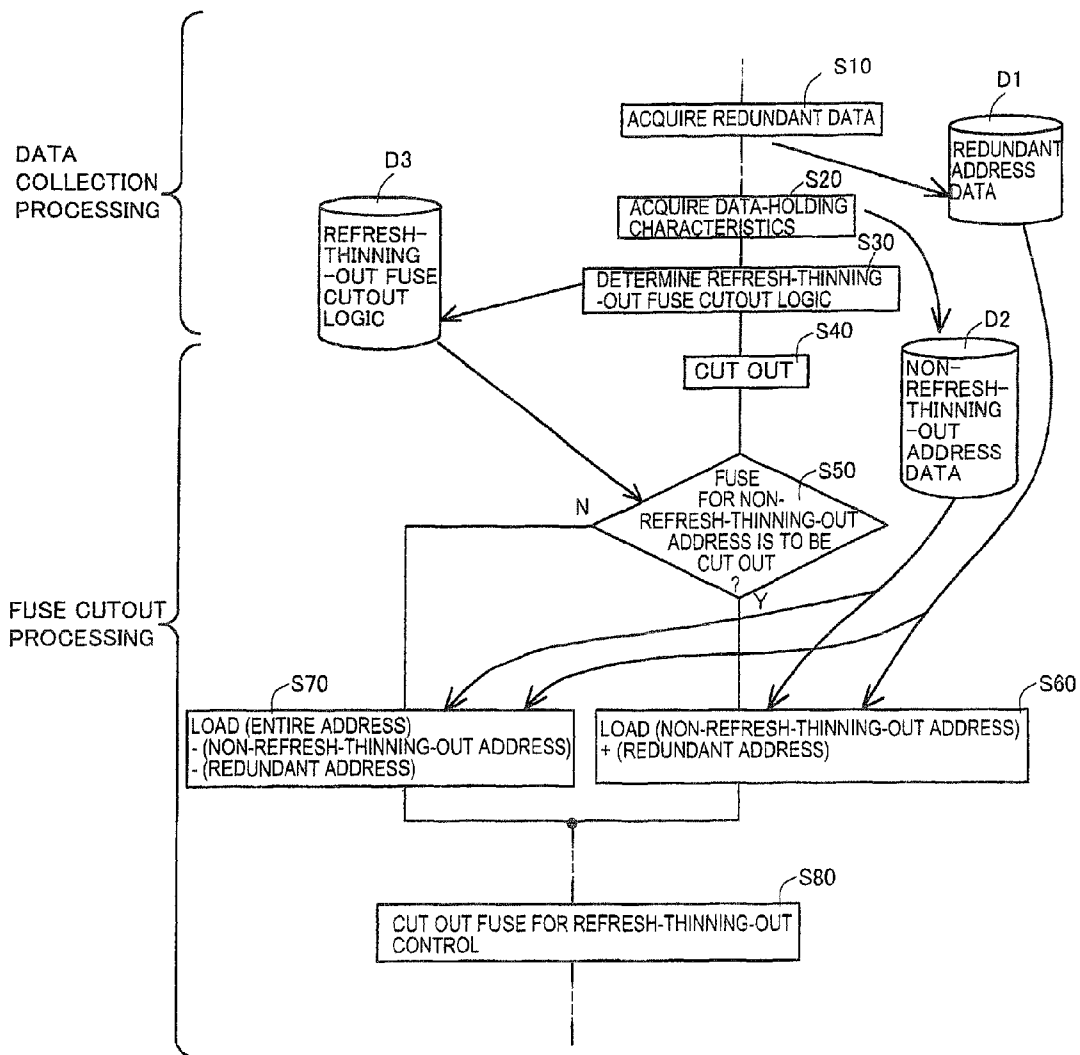 S10
D1
ACQUIRE REDUNDANT DATA
REDUNDANT
ADDRESS
DATA
DATA
COLLECTION
PROCESSING
D3
REFRESH-
THINNING
-OUT FUSE
CUTOUT
LOGIC
S20
ACQUIRE DATA-HOLDING
CHARACTERISTICS
S30
DETERMINE REFRESH-THINNING
-OUT FUSE CUTOUT LOGIC
S40
CUT OUT
D2
NON-
REFRESH-
THINNING
-OUT
ADDRESS
DATA
S50
FUSE
FOR NON-
REFRESH-THINNING-OUT
ADDRESS IS TO BE
CUT OUT
?
N
Y
FUSE CUTOUT
PROCESSING
S70
LOAD (ENTIRE ADDRESS)
- (NON-REFRESH-THINNING-OUT ADDRESS)
- (REDUNDANT ADDRESS)
S60
LOAD (NON-REFRESH-THINNING-OUT ADDRESS)
+ (REDUNDANT ADDRESS)
S80
CUT OUT FUSE FOR REFRESH-THINNING-OUT
CONTROL